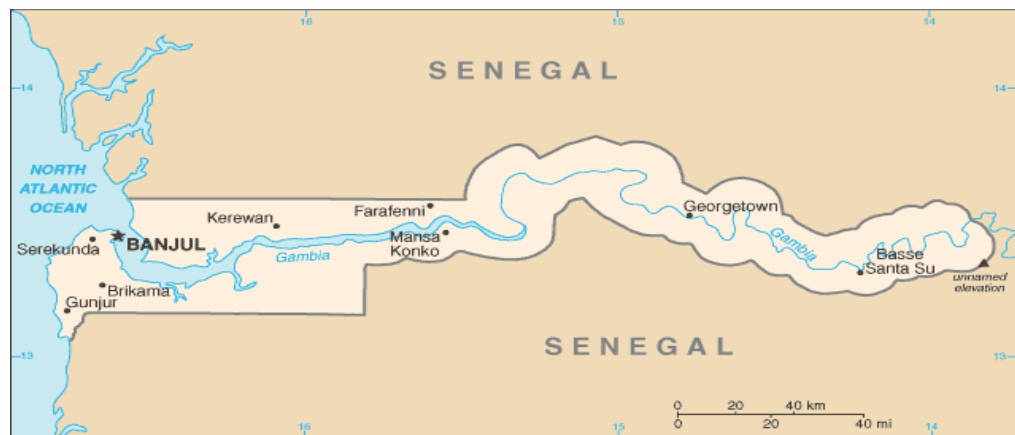 16
15
14
SENEGAL
14
14
NORTH
ATLANTIC
OCEAN
Georgetown
Farafenni
Kerewan
BANJUL
Serekunda
Mansa
Konko
Gambia
Gambia
Basse
Santa Su
unnamed
elevation
Brikama
Gunjur
SENEGAL
13
13
0 20 40 km
0 20 40 mi
16
15
14